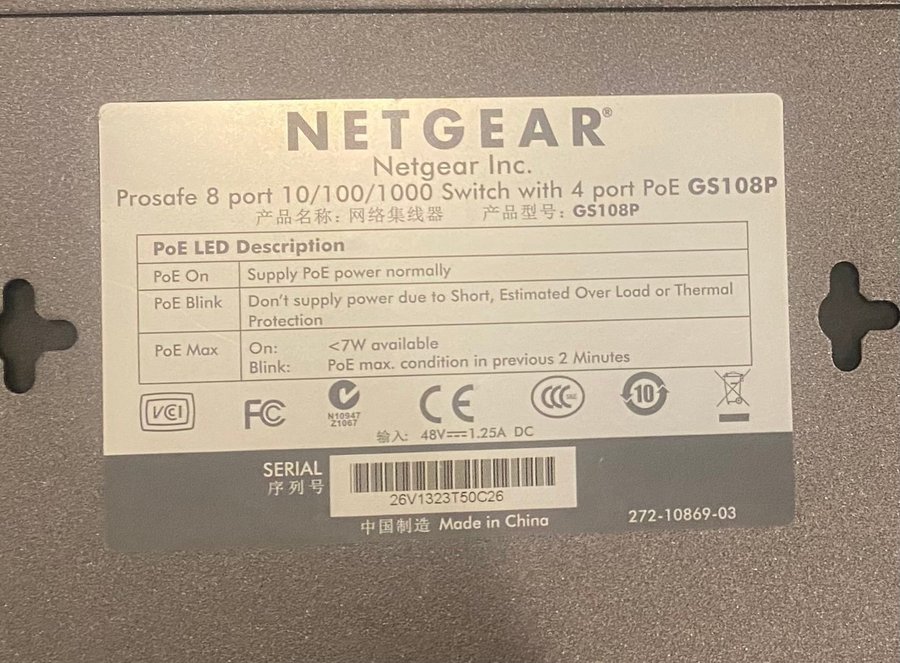 NETGEAR®
Netgear Inc.
Prosafe 8 port 10/100/1000 Switch with 4 port PoE GS108P
产品名称: 网络集线器 产品型号: GS108P
PoE LED Description
PoE On Supply PoE power normally
PoE Blink Don't supply power due to Short, Estimated Over Load or Thermal
Protection
PoE Max On: <7W available
Blink: PoE max. condition in previous 2 Minutes
VCI FC N10947 Z1067 CE CCC 10
输入: 48V⎓1.25A DC
SERIAL
序列号
26V1323T50C26
中国制造 Made in China
272-10869-03